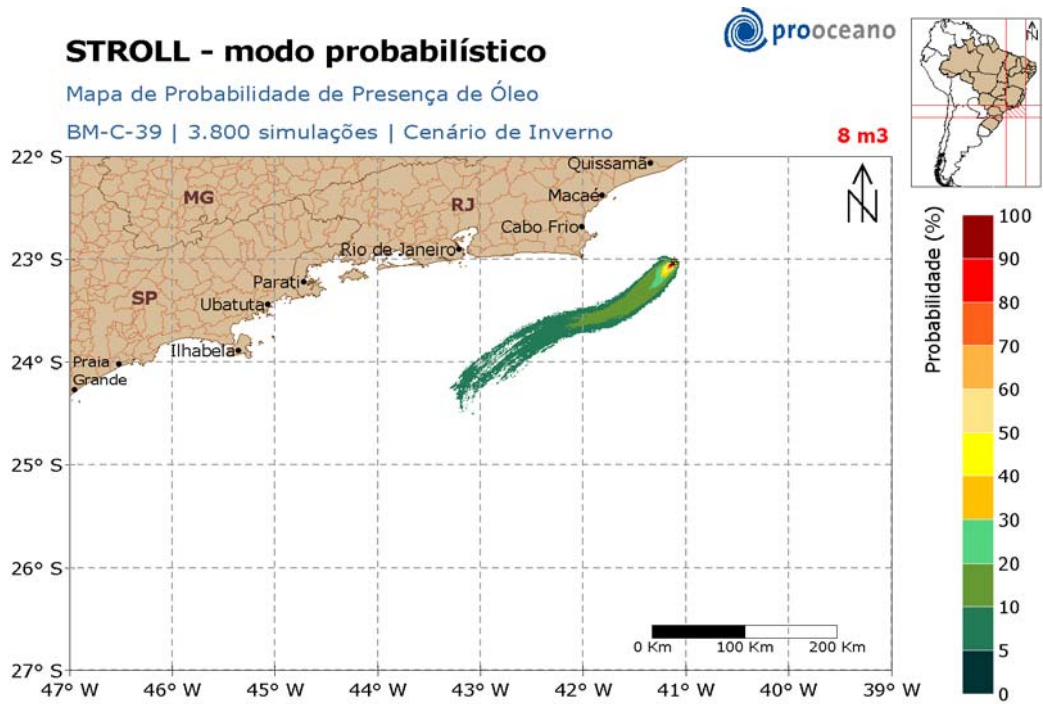 prooceano
STROLL - modo probabilístico
Mapa de Probabilidade de Presença de Óleo
BM-C-39 | 3.800 simulações | Cenário de Inverno
8 m3
N
22° S
23° S
24° S
25° S
26° S
27° S
Quissamã
MG
Macaé
RJ
N
Cabo Frio
Rio de Janeiro
Parati
SP
Ubatuta
Ilhabela
Praia
Grande
0 Km 100 Km 200 Km
47 W 46 W 45 W 44 W 43 W 42 W 41 W 40 W 39 W
Probabilidade (%)
100
90
80
70
60
50
40
30
20
10
5
0